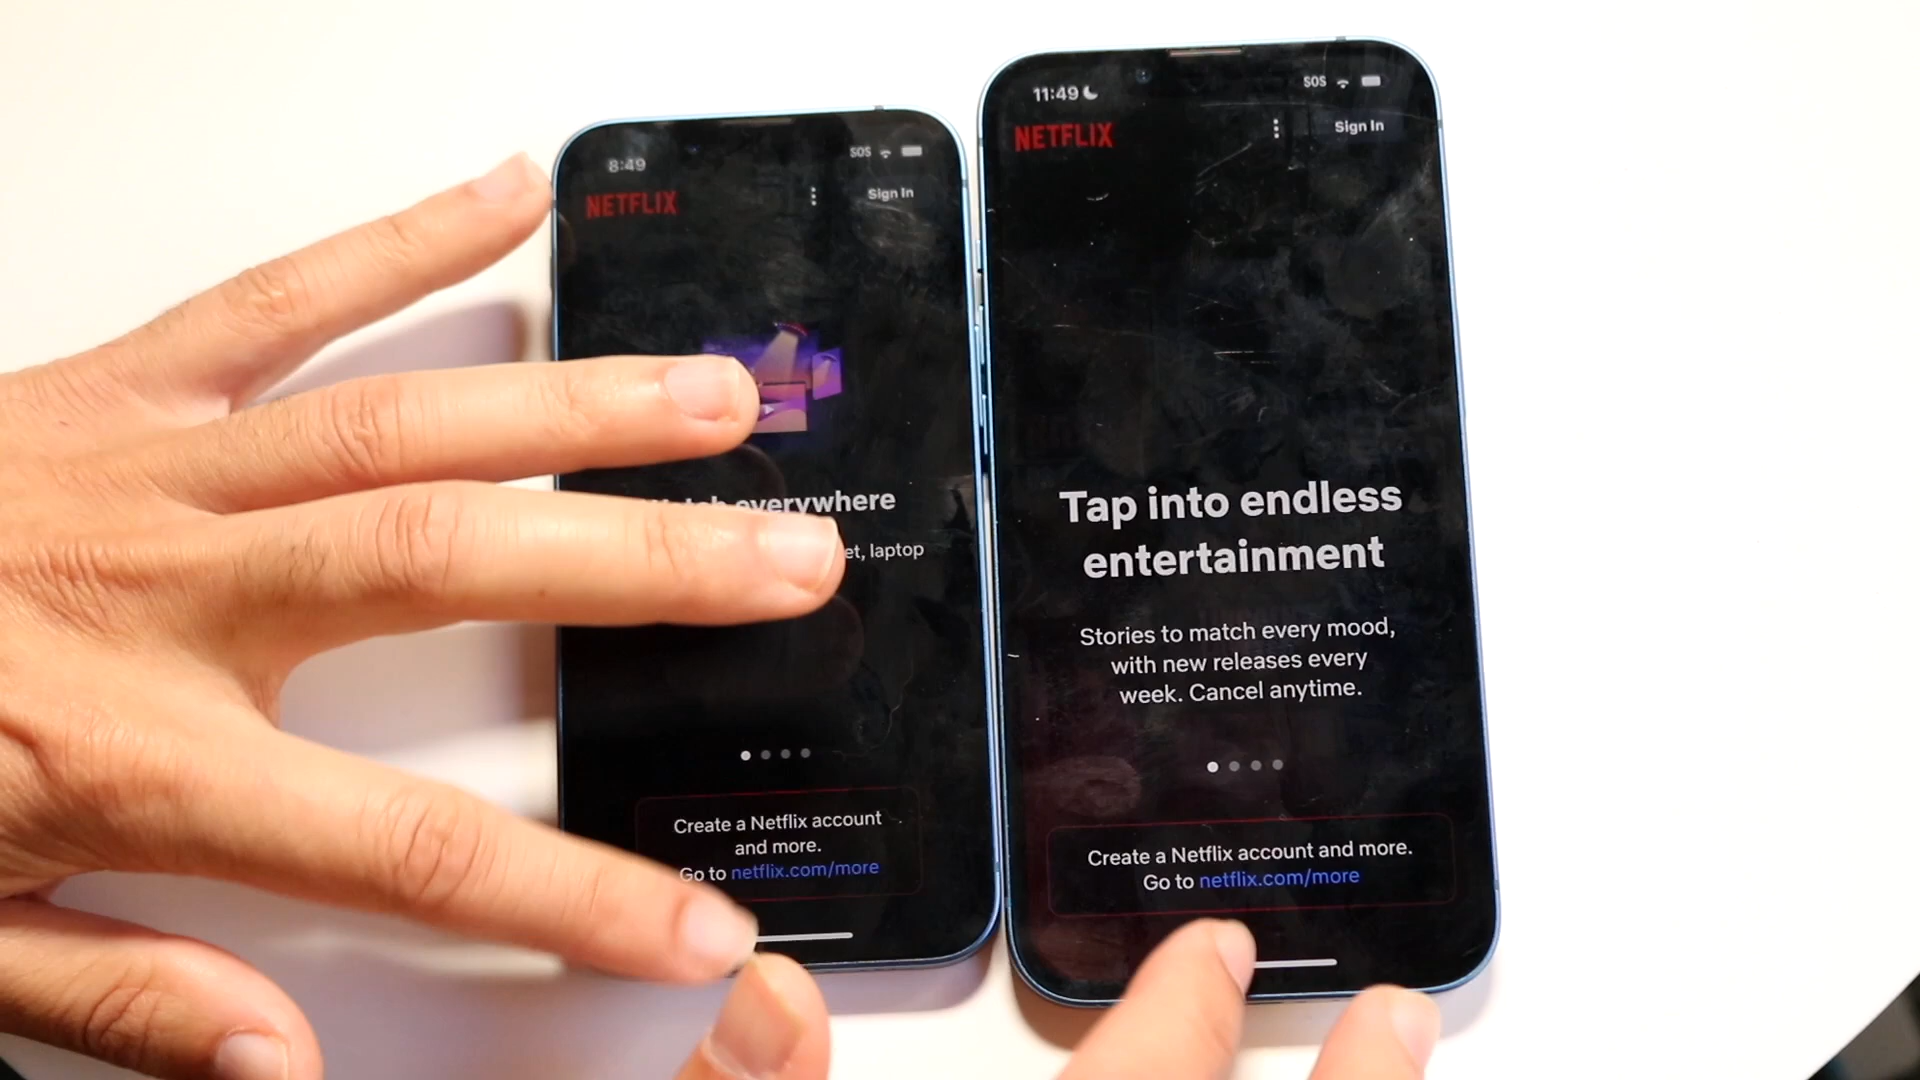 8:49
SOS
NETFLIX
Sign In
everywhere
et, laptop
Create a Netflix account
and more.
Go to netflix.com/more
11:49
SOS
NETFLIX
Sign In
Tap into endless
entertainment
Stories to match every mood,
with new releases every
week. Cancel anytime.
Create a Netflix account and more.
Go to netflix.com/more